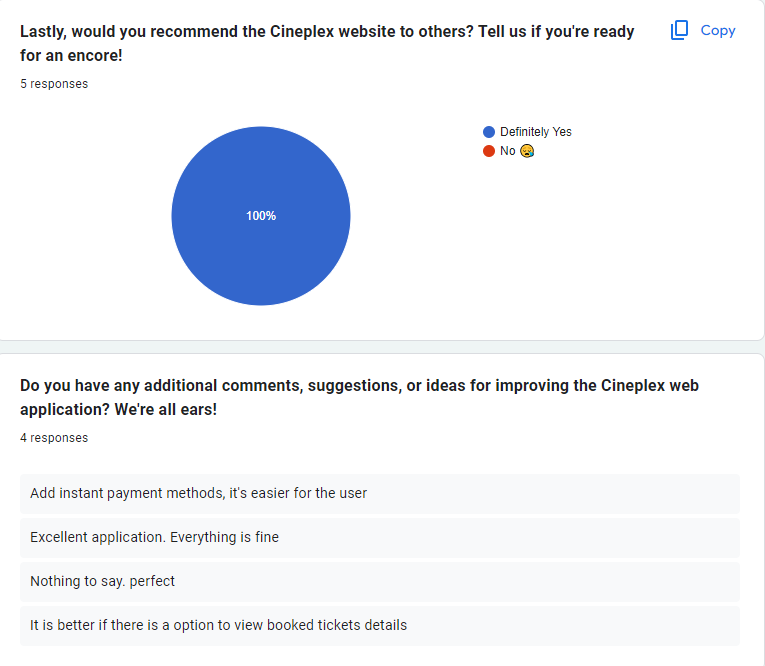 Lastly, would you recommend the Cineplex website to others? Tell us if you're ready
for an encore!
Copy
5 responses
Definitely Yes
No 😪
100%
Do you have any additional comments, suggestions, or ideas for improving the Cineplex web
application? We're all ears!
4 responses
Add instant payment methods, it's easier for the user
Excellent application. Everything is fine
Nothing to say. perfect
It is better if there is a option to view booked tickets details